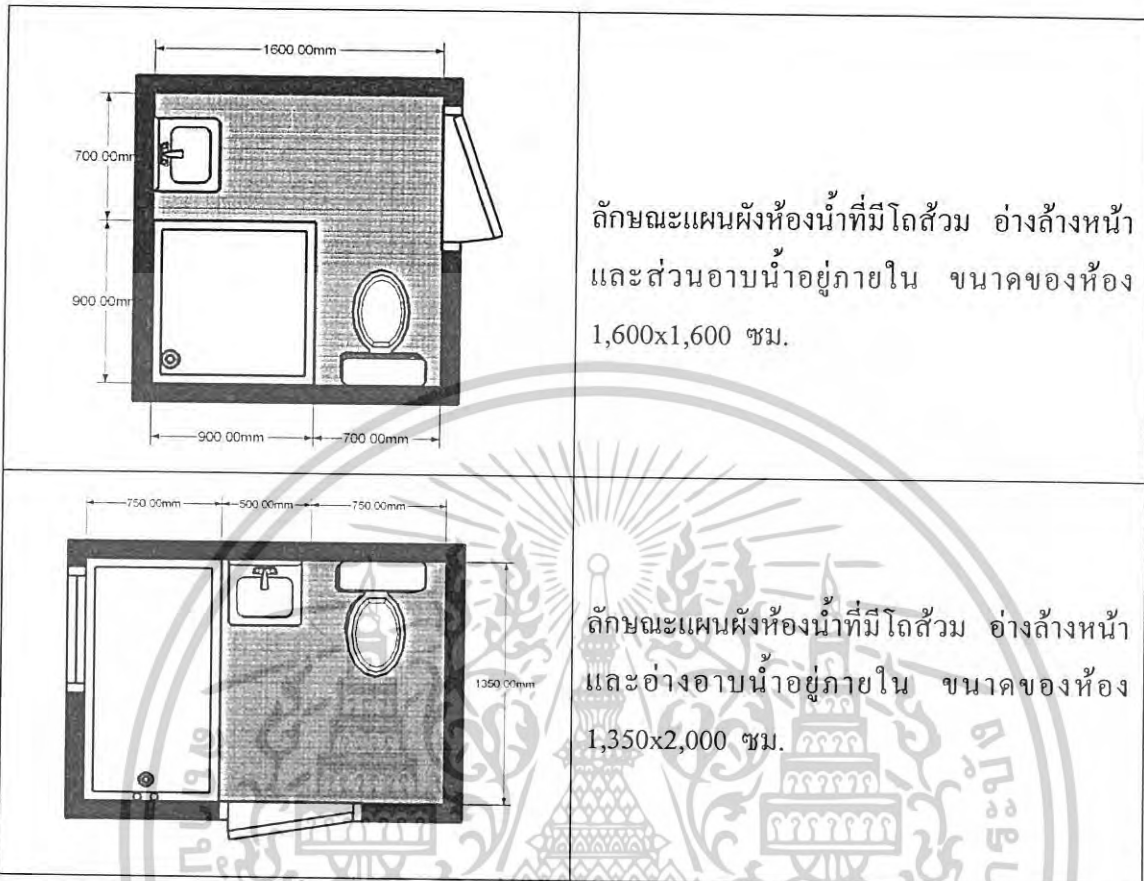 1600.00mm
700.00mm
900.00mm
900.00mm
700.00mm
ลักษณะแผนผังห้องน้ำที่มีโถส้วม อ่างล้างหน้า
และส่วนอาบน้ำอยู่ภายใน ขนาดของห้อง
1,600x1,600 ซม.
750.00mm
500.00mm
750.00mm
1350.00mm
ลักษณะแผนผังห้องน้ำที่มีโถส้วม อ่างล้างหน้า
และอ่างอาบน้ำอยู่ภายใน ขนาดของห้อง
1,350x2,000 ซม.